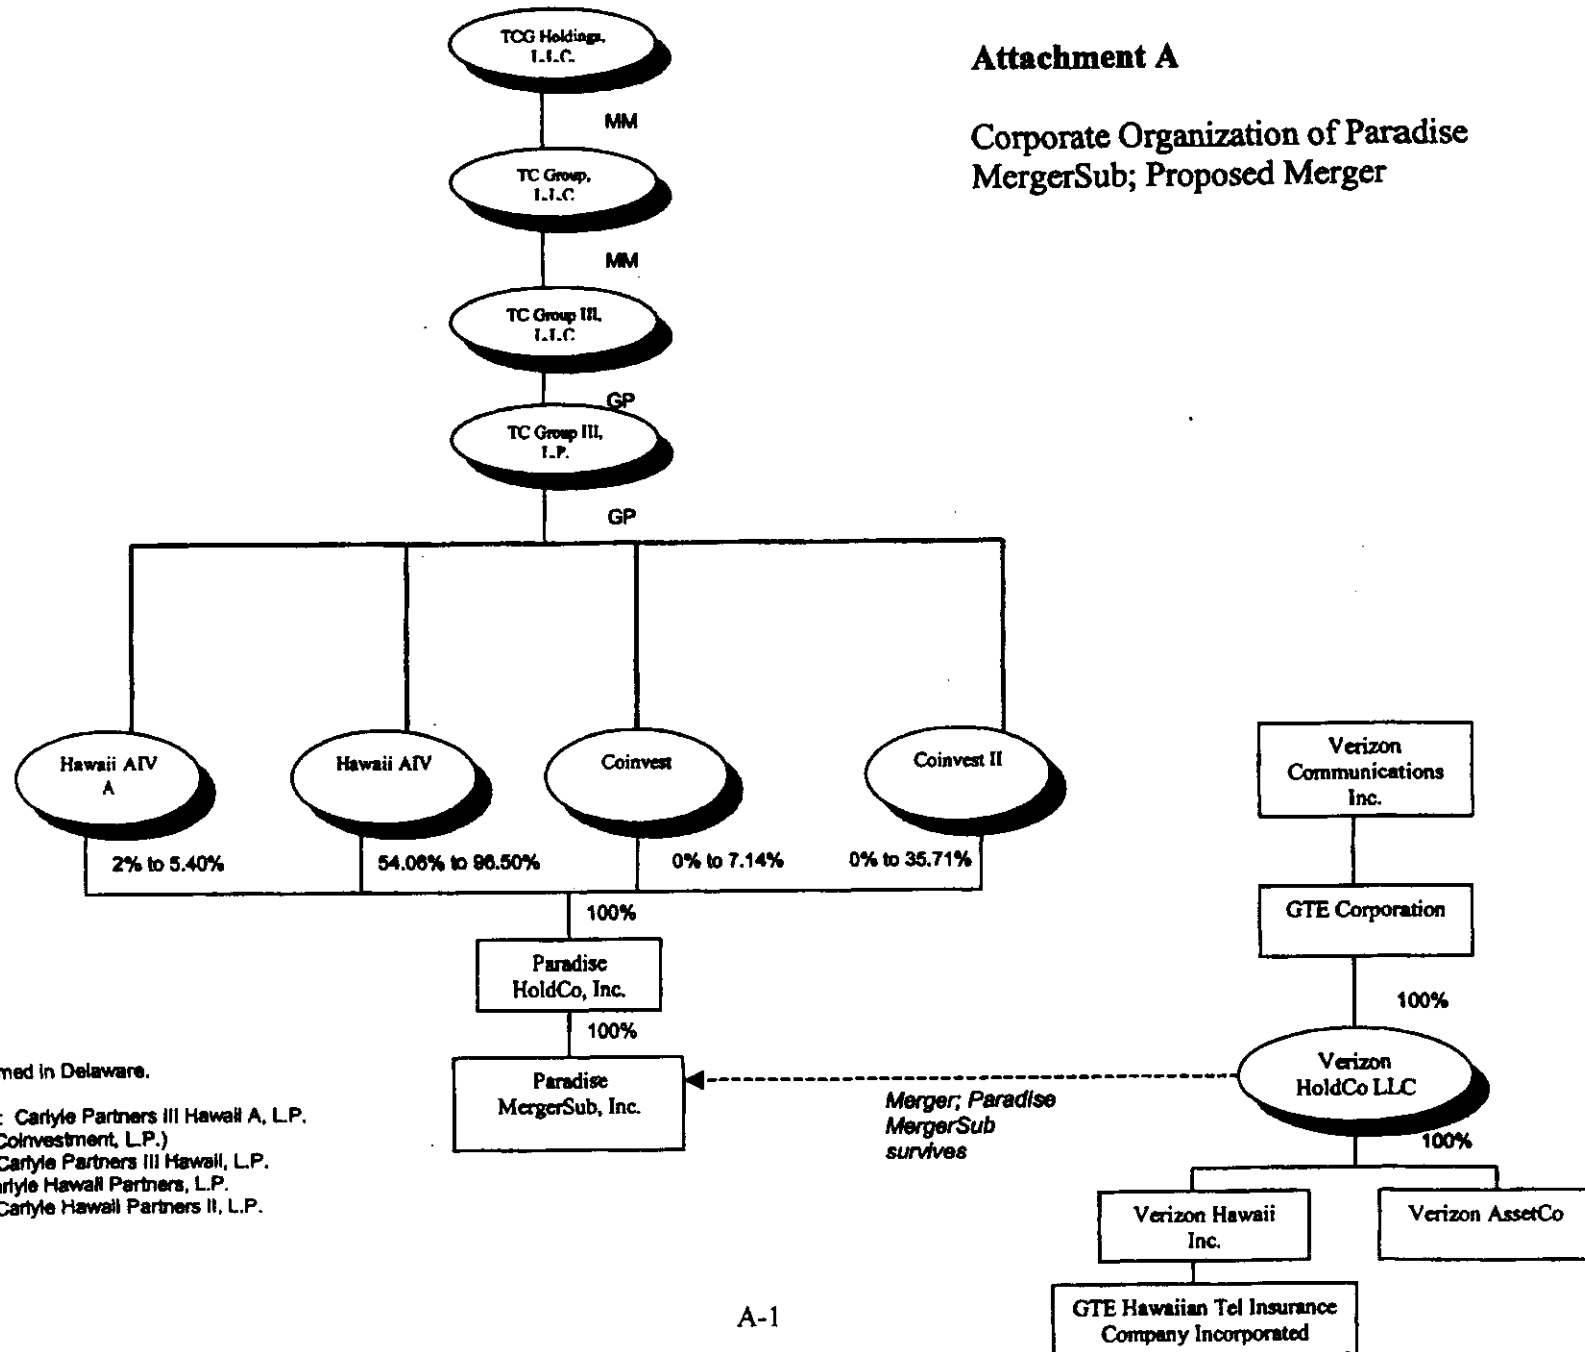 TCG Holdings,
L.L.C.
Attachment A
MM
Corporate Organization of Paradise
MergerSub; Proposed Merger
TC Group,
L.L.C
MM
TC Group III,
L.L.C
GP
TC Group III,
L.P.
GP
Hawaii AIV
A
Hawaii AIV
Coinvest
Coinvest II
Verizon
Communications
Inc.
2% to 5.40%
54.06% to 96.50%
0% to 7.14%
0% to 35.71%
100%
GTE Corporation
Paradise
HoldCo, Inc.
100%
100%
Paradise
MergerSub, Inc.
Merger; Paradise
MergerSub
survives
Verizon
HoldCo LLC
100%
med in Delaware.
: Carlyle Partners III Hawaii A, L.P.
Coinvestment, L.P.)
Carlyle Partners III Hawaii, L.P.
arlyle Hawaii Partners, L.P.
Carlyle Hawaii Partners II, L.P.
Verizon Hawaii
Inc.
Verizon AssetCo
GTE Hawaiian Tel Insurance
Company Incorporated
A-1